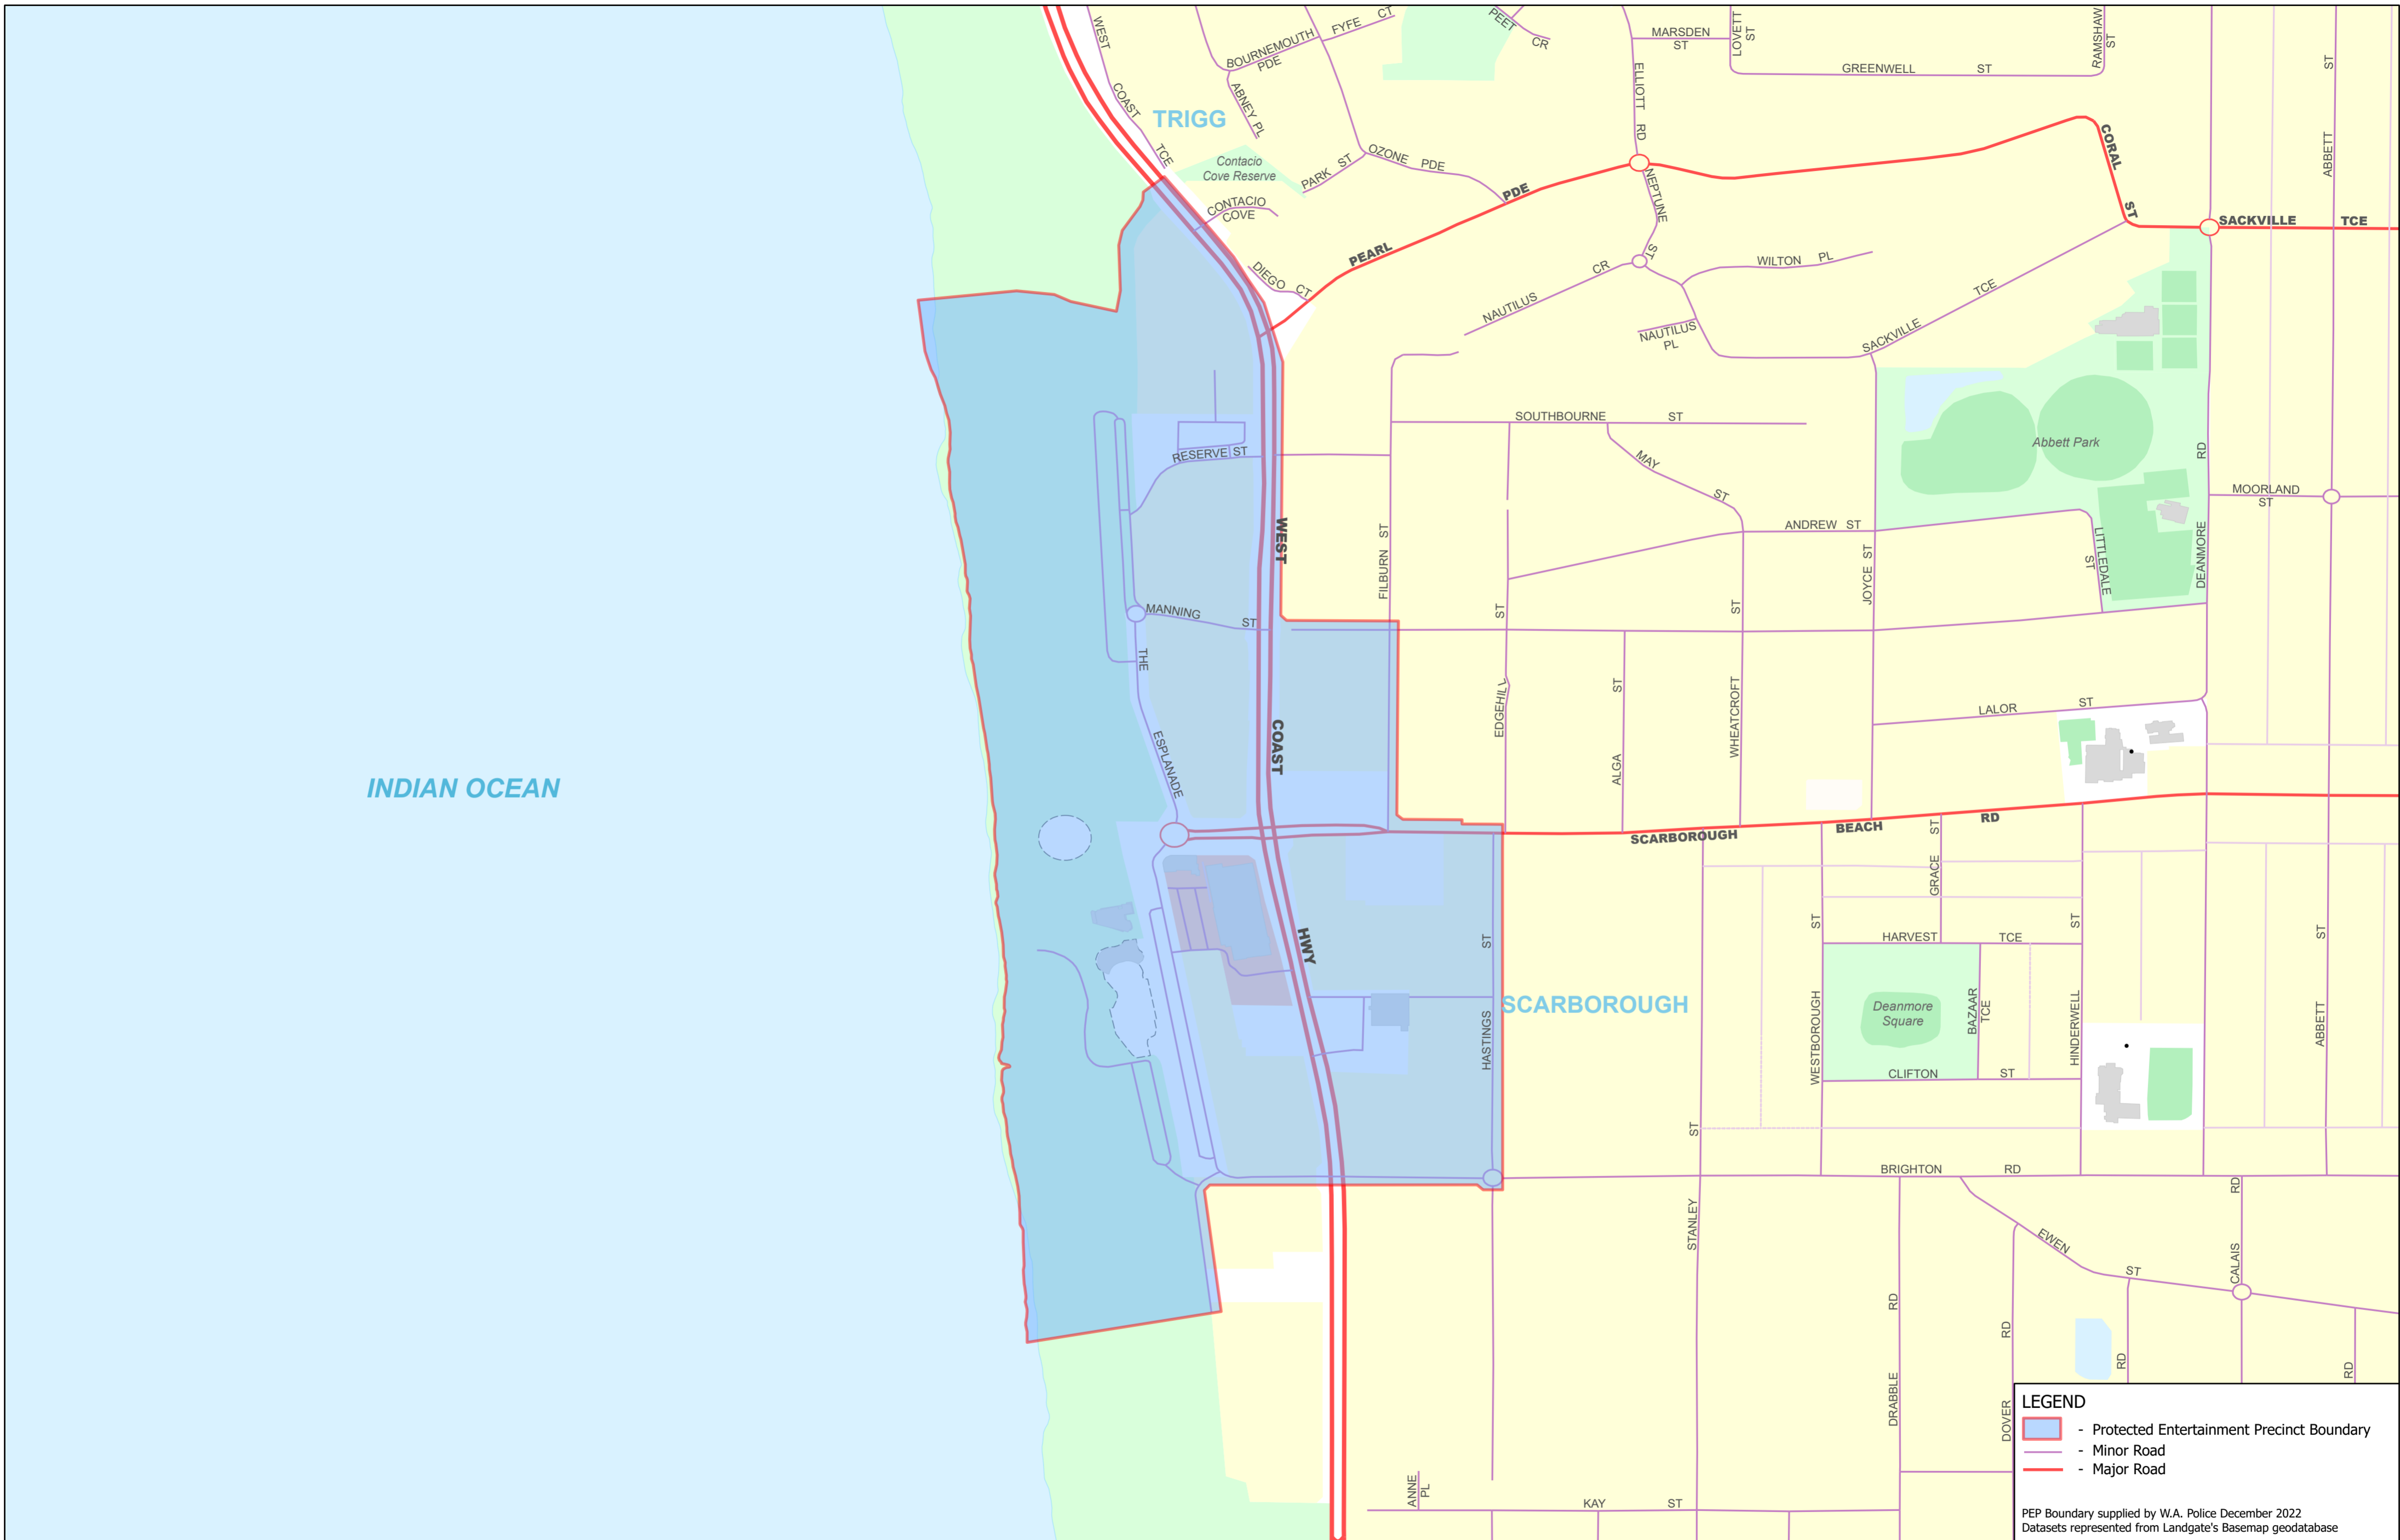 WEST
COAST
TCE
BOURNEMOUTH
PDE
FYFE CT
ABNEY PL
TRIGG
Contacio
Cove Reserve
PARK ST
OZONE PDE
CONTACIO
COVE
DIEGO CT
PEET
CR
MARSDEN
ST
LOVETT
ST
GREENWELL ST
RAMSHAW
ST
ELLIOTT RD
NEPTUNE
ST
PEARL
PDE
CORAL
ST
SACKVILLE TCE
ABBETT
ST
WILTON PL
NAUTILUS
CR
NAUTILUS
PL
SACKVILLE
TCE
SOUTHBOURNE ST
MAY
ST
ANDREW ST
Abbett Park
RD
MOORLAND
ST
LITTLEDALE
ST
DEANMORE
RESERVE ST
WEST
FILBURN ST
JOYCE ST
MANNING
ST
THE
ESPLANADE
COAST
EDGEHILL
ST
ALGA
ST
WHEATCROFT
ST
LALOR ST
INDIAN OCEAN
SCARBOROUGH
BEACH
RD
GRACE
ST
HWY
ST
HASTINGS
SCARBOROUGH
ST
HARVEST TCE
ST
ST
WESTBOROUGH
Deanmore
Square
BAZAAR
TCE
HINDERWELL
ABBETT
CLIFTON ST
ST
STANLEY
BRIGHTON RD
RD
EWEN
ST
CALAIS
RD
DRABBLE
RD
DOVER
RD
RD
ANNE
PL
KAY ST
LEGEND
- Protected Entertainment Precinct Boundary
- Minor Road
- Major Road
PEP Boundary supplied by W.A. Police December 2022
Datasets represented from Landgate's Basemap geodatabase